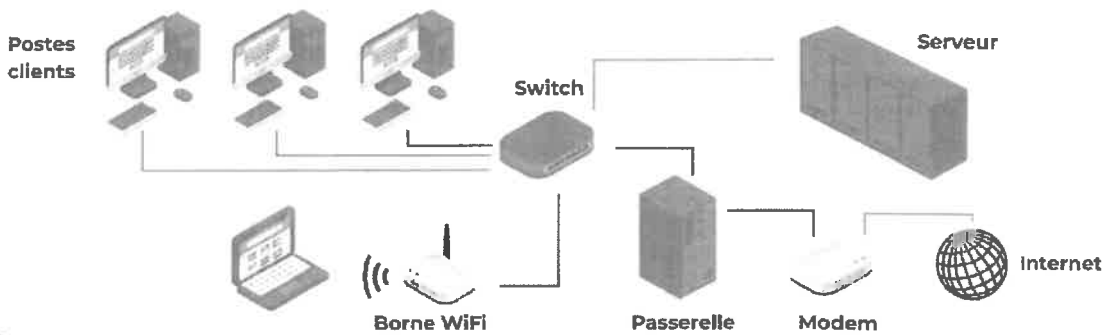 Postes
clients
Serveur
Switch
Internet
Borne WiFi
Passerelle
Modem